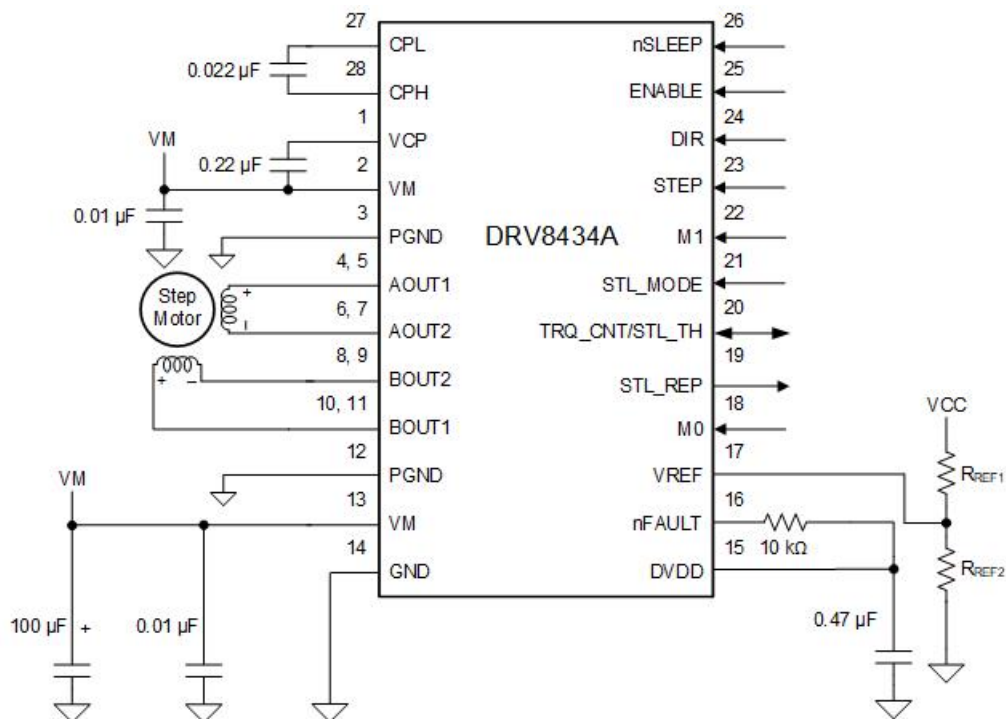 27
26
CPL
nSLEEP
0.022 µF
28
25
CPH
ENABLE
1
24
VM
VCP
DIR
0.22 µF
2
23
VM
STEP
0.01 µF
3
22
PGND
DRV8434A
M1
4, 5
21
Step
Motor
+
−
AOUT1
STL_MODE
6, 7
20
AOUT2
TRQ_CNT/STL_TH
8, 9
19
+ −
BOUT2
STL_REP
10, 11
18
VCC
BOUT1
M0
12
17
VM
PGND
VREF
RREF1
13
16
VM
nFAULT
10 kΩ
14
15
GND
DVDD
RREF2
100 µF +
0.01 µF
0.47 µF